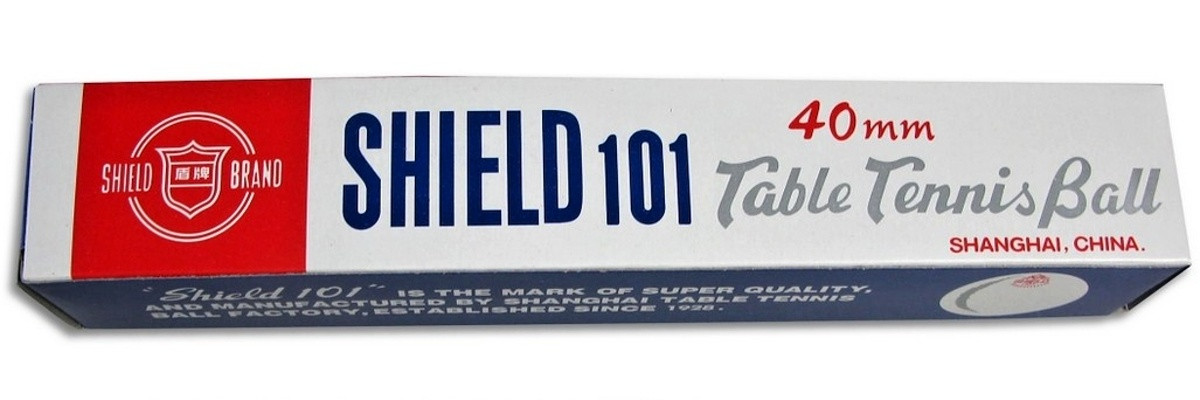 SHIELD 盾牌 BRAND
SHIELD 101
40mm
Table Tennis Ball
SHANGHAI, CHINA.
"Shield 101" IS THE MARK OF SUPER QUALITY,
AND MANUFACTURED BY SHANGHAI TABLE TENNIS
BALL FACTORY, ESTABLISHED SINCE 1928.